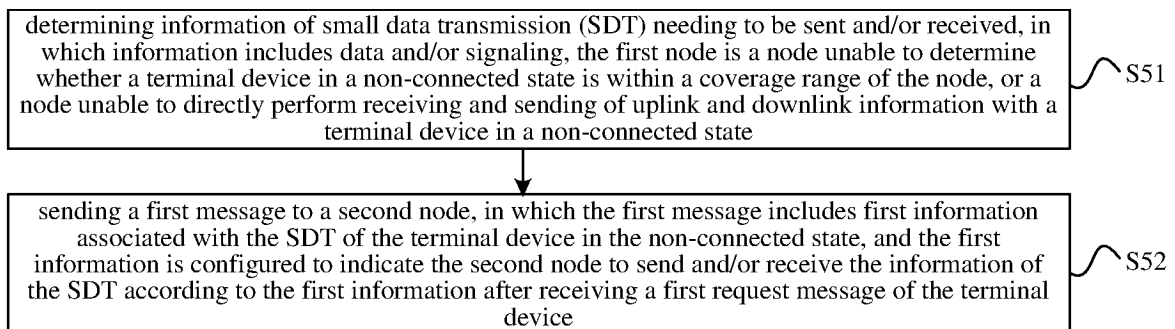 determining information of small data transmission (SDT) needing to be sent and/or received, in
which information includes data and/or signaling, the first node is a node unable to determine
whether a terminal device in a non-connected state is within a coverage range of the node, or a
node unable to directly perform receiving and sending of uplink and downlink information with a
terminal device in a non-connected state
S51
sending a first message to a second node, in which the first message includes first information
associated with the SDT of the terminal device in the non-connected state, and the first
information is configured to indicate the second node to send and/or receive the information of
the SDT according to the first information after receiving a first request message of the terminal
device
S52